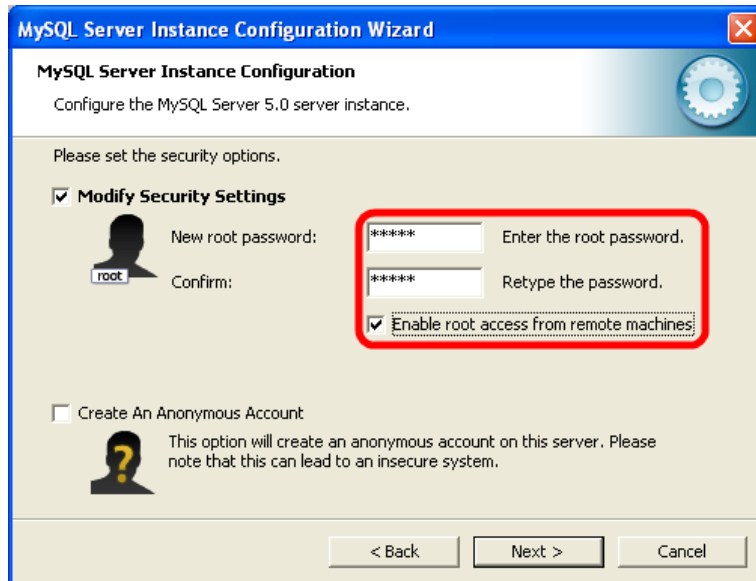 MySQL Server Instance Configuration Wizard
MySQL Server Instance Configuration
Configure the MySQL Server 5.0 server instance.
Please set the security options.
Modify Security Settings
New root password: ***** Enter the root password.
root
Confirm: ***** Retype the password.
Enable root access from remote machines
Create An Anonymous Account
This option will create an anonymous account on this server. Please
note that this can lead to an insecure system.
?
< Back Next > Cancel